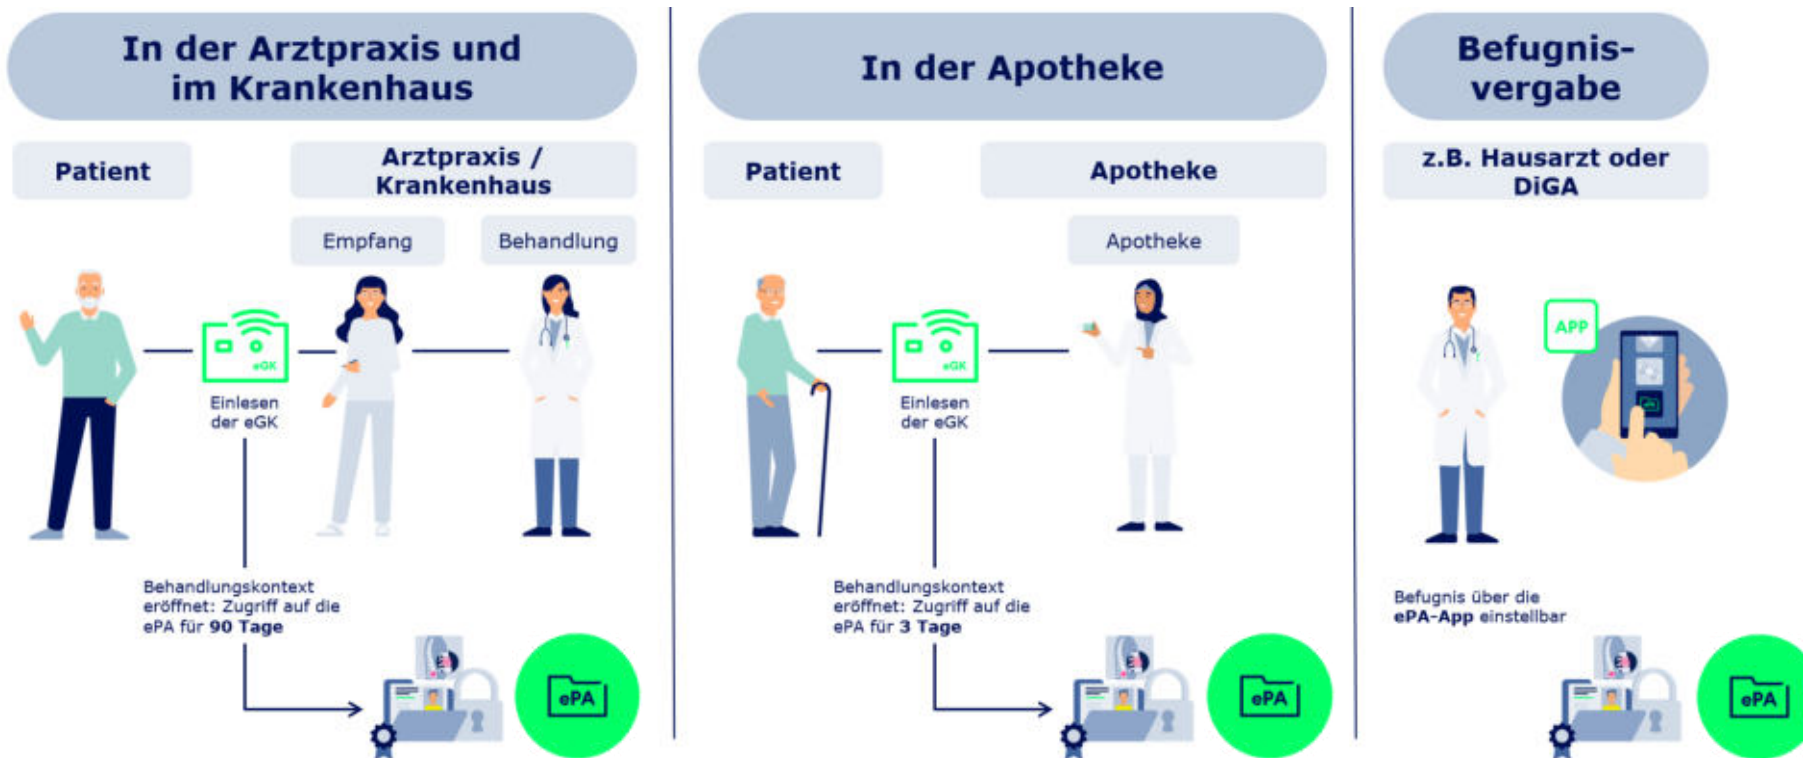 In der Arztpraxis und
im Krankenhaus
Patient
Arztpraxis /
Krankenhaus
Empfang
Behandlung
eGK
Einlesen
der eGK
Behandlungskontext
eröffnet: Zugriff auf die
ePA für 90 Tage
ePA
In der Apotheke
Patient
Apotheke
Apotheke
eGK
Einlesen
der eGK
Behandlungskontext
eröffnet: Zugriff auf die
ePA für 3 Tage
ePA
Befugnis-
vergabe
z.B. Hausarzt oder
DiGA
APP
Befugnis über die
ePA-App einstellbar
ePA